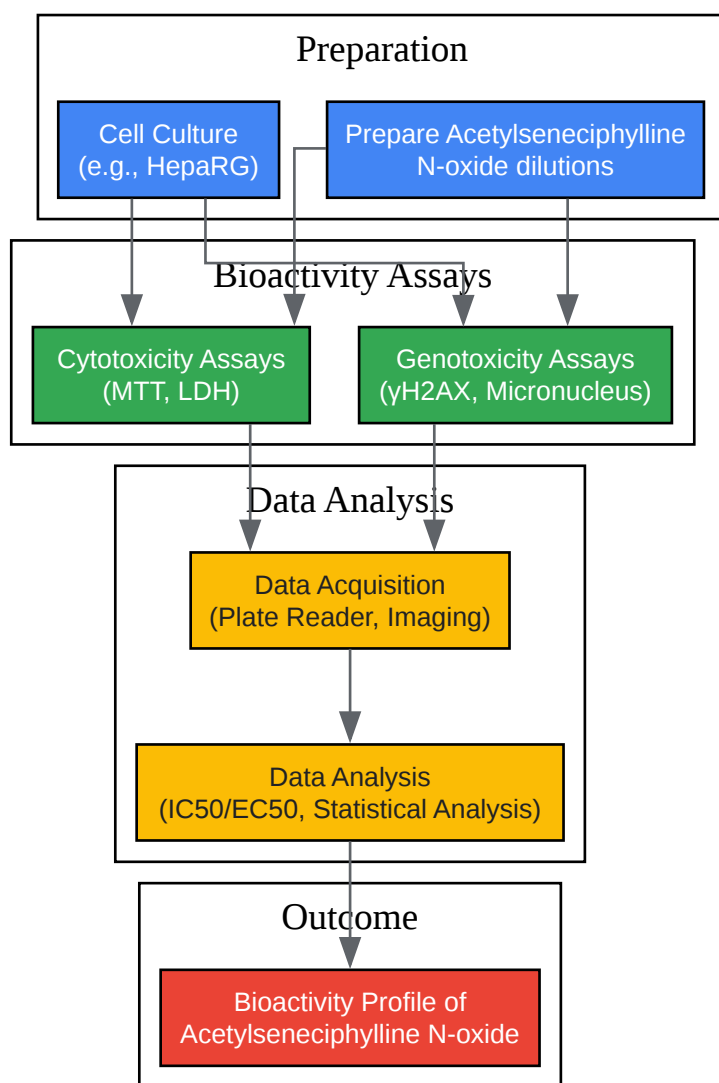 Preparation
Cell Culture
(e.g., HepaRG)
Prepare Acetylseneciphylline
N-oxide dilutions
Bioactivity Assays
Cytotoxicity Assays
(MTT, LDH)
Genotoxicity Assays
(γH2AX, Micronucleus)
Data Analysis
Data Acquisition
(Plate Reader, Imaging)
Data Analysis
(IC50/EC50, Statistical Analysis)
Outcome
Bioactivity Profile of
Acetylseneciphylline N-oxide